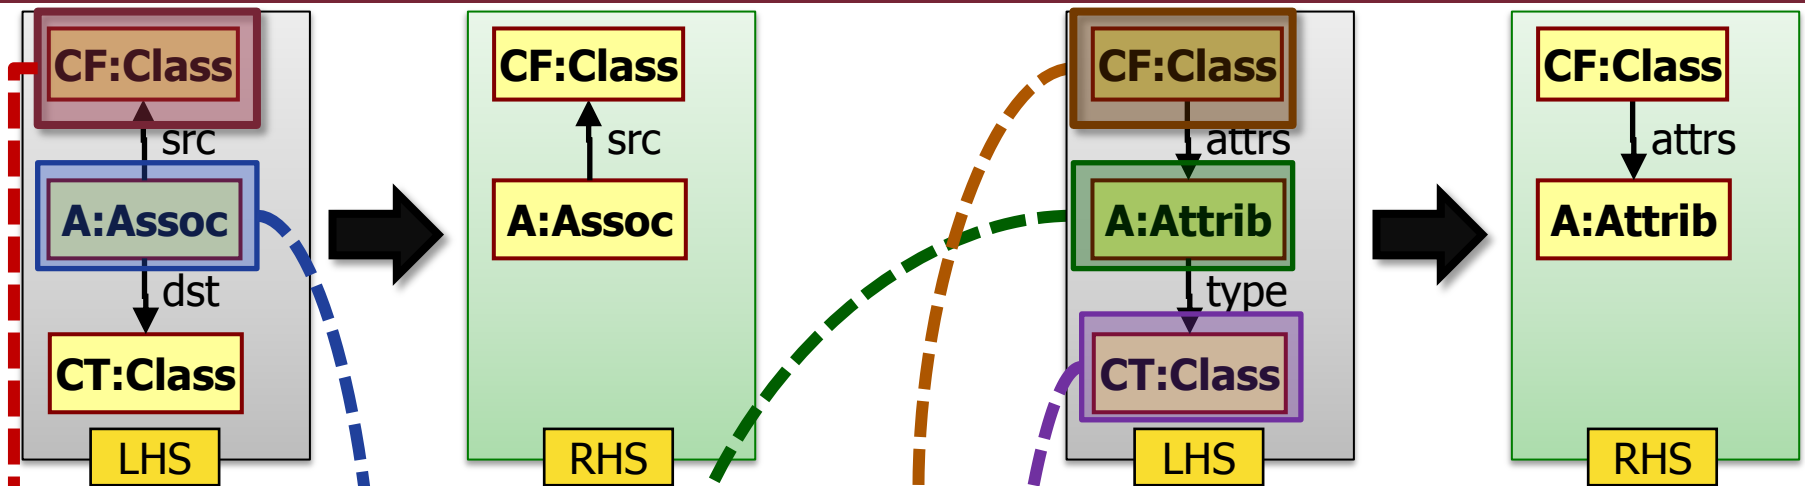 CF:Class
src
A:Assoc
dst
CT:Class
LHS
CF:Class
src
A:Assoc
RHS
CF:Class
attrs
A:Attrib
type
CT:Class
LHS
CF:Class
attrs
A:Attrib
RHS